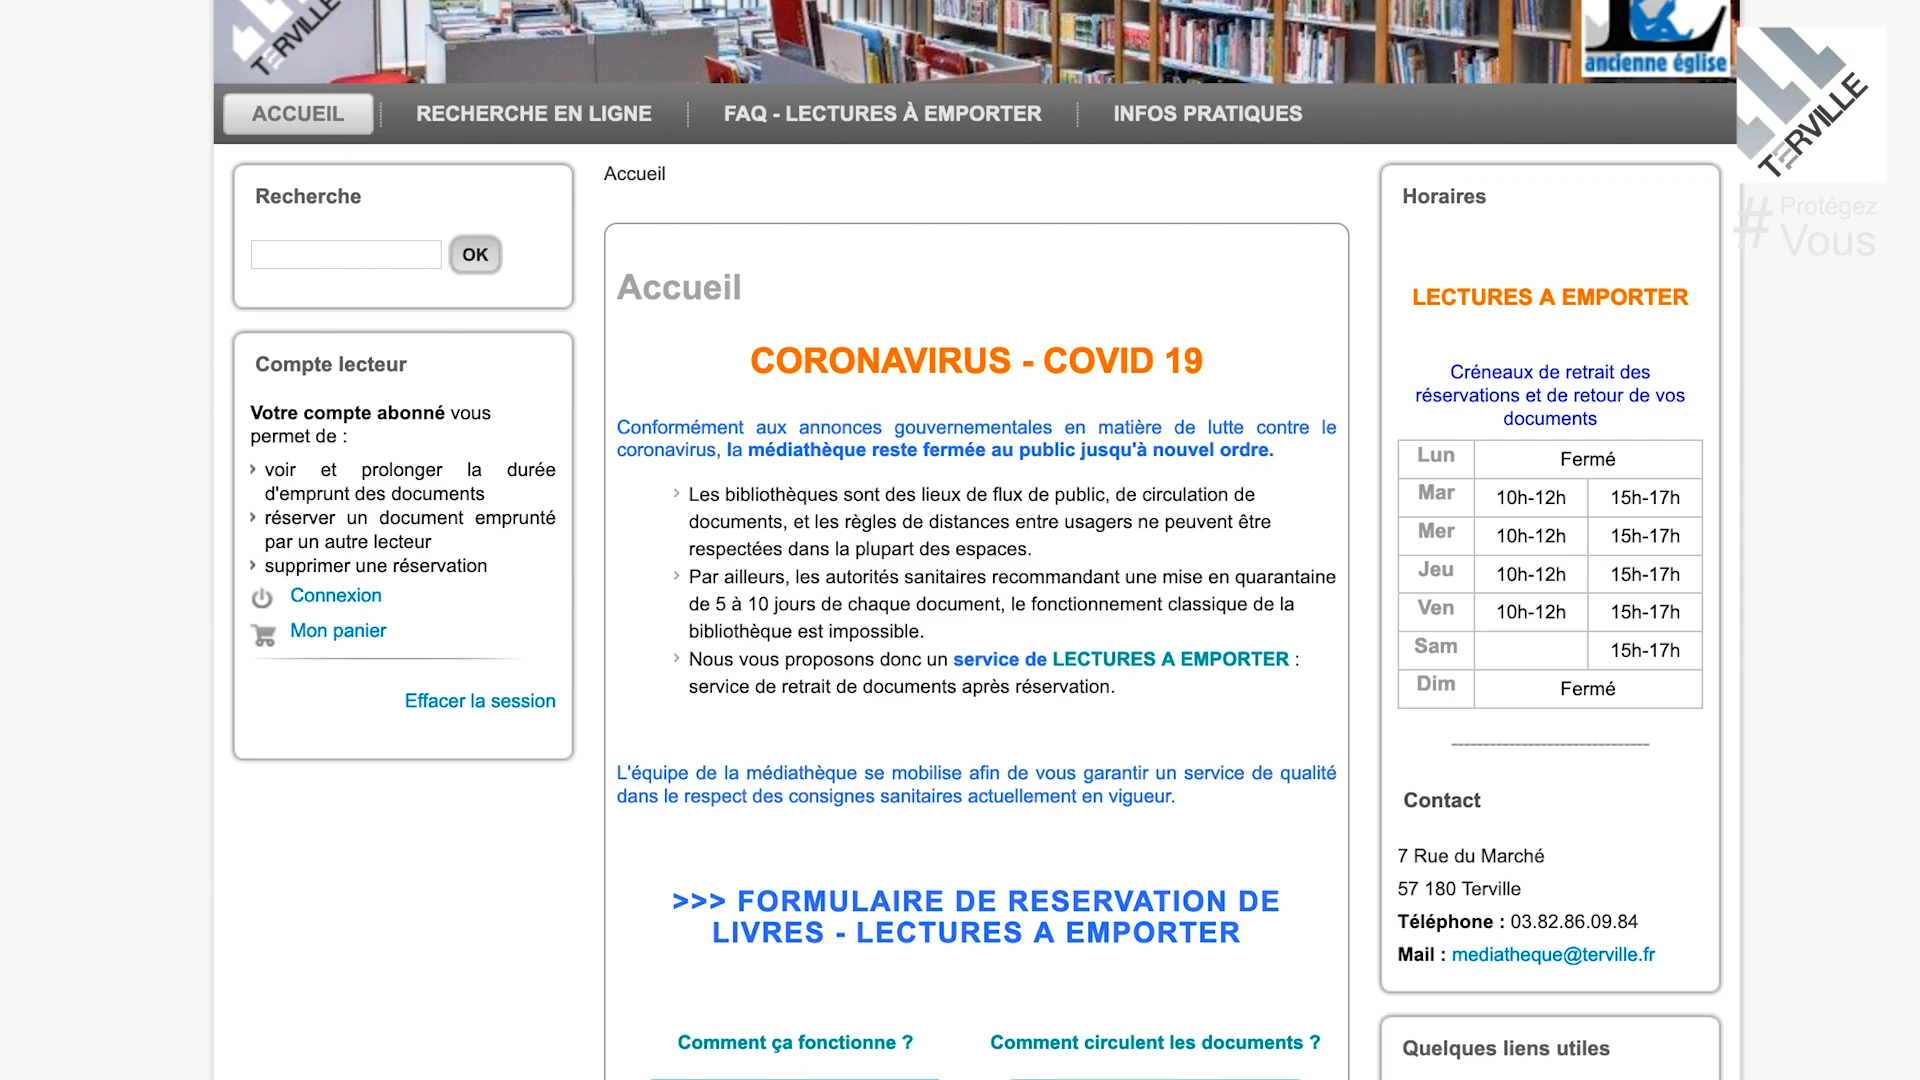 TERVILLE
ancienne église
ACCUEIL
RECHERCHE EN LIGNE
FAQ - LECTURES À EMPORTER
INFOS PRATIQUES
TERVILLE
# Protégez
Vous
Recherche
OK
Compte lecteur
Votre compte abonné vous
permet de :
voir et prolonger la durée
d'emprunt des documents
réserver un document emprunté
par un autre lecteur
supprimer une réservation
Connexion
Mon panier
Effacer la session
Accueil
Accueil
CORONAVIRUS - COVID 19
Conformément aux annonces gouvernementales en matière de lutte contre le
coronavirus, la médiathèque reste fermée au public jusqu'à nouvel ordre.
Les bibliothèques sont des lieux de flux de public, de circulation de
documents, et les règles de distances entre usagers ne peuvent être
respectées dans la plupart des espaces.
Par ailleurs, les autorités sanitaires recommandant une mise en quarantaine
de 5 à 10 jours de chaque document, le fonctionnement classique de la
bibliothèque est impossible.
Nous vous proposons donc un service de LECTURES A EMPORTER :
service de retrait de documents après réservation.
L'équipe de la médiathèque se mobilise afin de vous garantir un service de qualité
dans le respect des consignes sanitaires actuellement en vigueur.
>>> FORMULAIRE DE RESERVATION DE
LIVRES - LECTURES A EMPORTER
Comment ça fonctionne ?
Comment circulent les documents ?
Horaires
LECTURES A EMPORTER
Créneaux de retrait des
réservations et de retour de vos
documents
Lun Fermé
Mar 10h-12h 15h-17h
Mer 10h-12h 15h-17h
Jeu 10h-12h 15h-17h
Ven 10h-12h 15h-17h
Sam 15h-17h
Dim Fermé
-------------------------------
Contact
7 Rue du Marché
57 180 Terville
Téléphone : 03.82.86.09.84
Mail : mediatheque@terville.fr
Quelques liens utiles